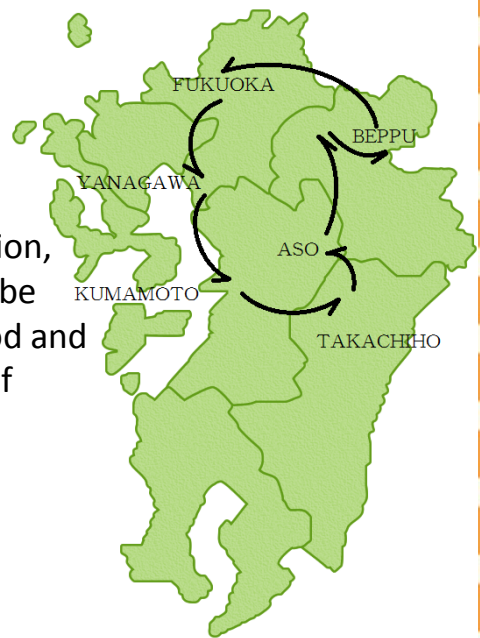 FUKUOKA
BEPPU
YANAGAWA
ion,
ASO
be
KUMAMOTO
od and
TAKACHIHO
f